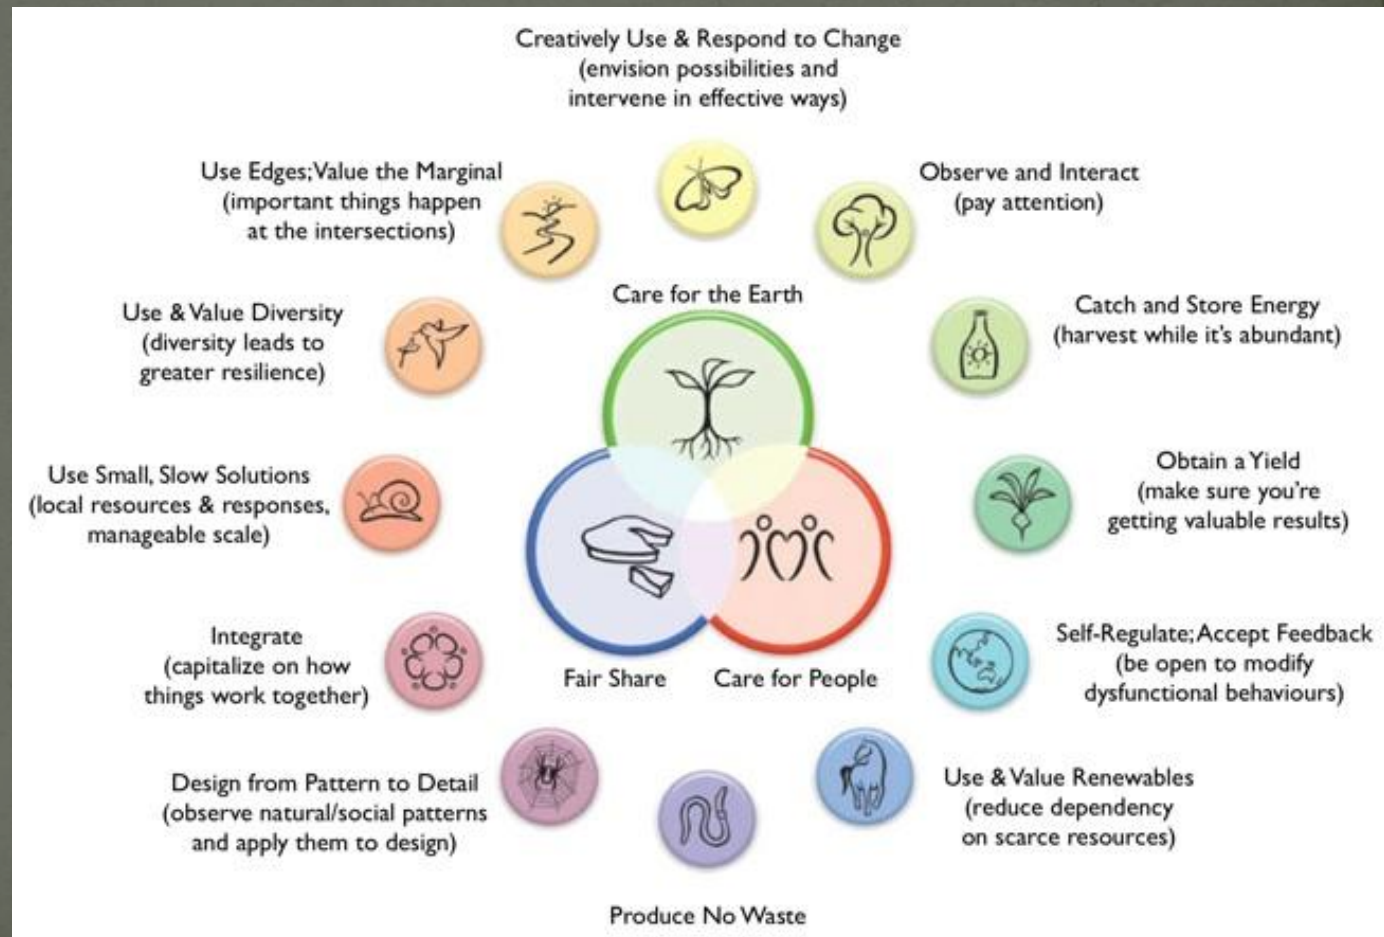 Creatively Use & Respond to Change
(envision possibilities and
intervene in effective ways)
Observe and Interact
(pay attention)
Catch and Store Energy
(harvest while it's abundant)
Obtain a Yield
(make sure you're
getting valuable results)
Self-Regulate; Accept Feedback
(be open to modify
dysfunctional behaviours)
Use & Value Renewables
(reduce dependency
on scarce resources)
Produce No Waste
Design from Pattern to Detail
(observe natural/social patterns
and apply them to design)
Integrate
(capitalize on how
things work together)
Use Small, Slow Solutions
(local resources & responses,
manageable scale)
Use & Value Diversity
(diversity leads to
greater resilience)
Use Edges; Value the Marginal
(important things happen
at the intersections)
Care for the Earth
Fair Share
Care for People